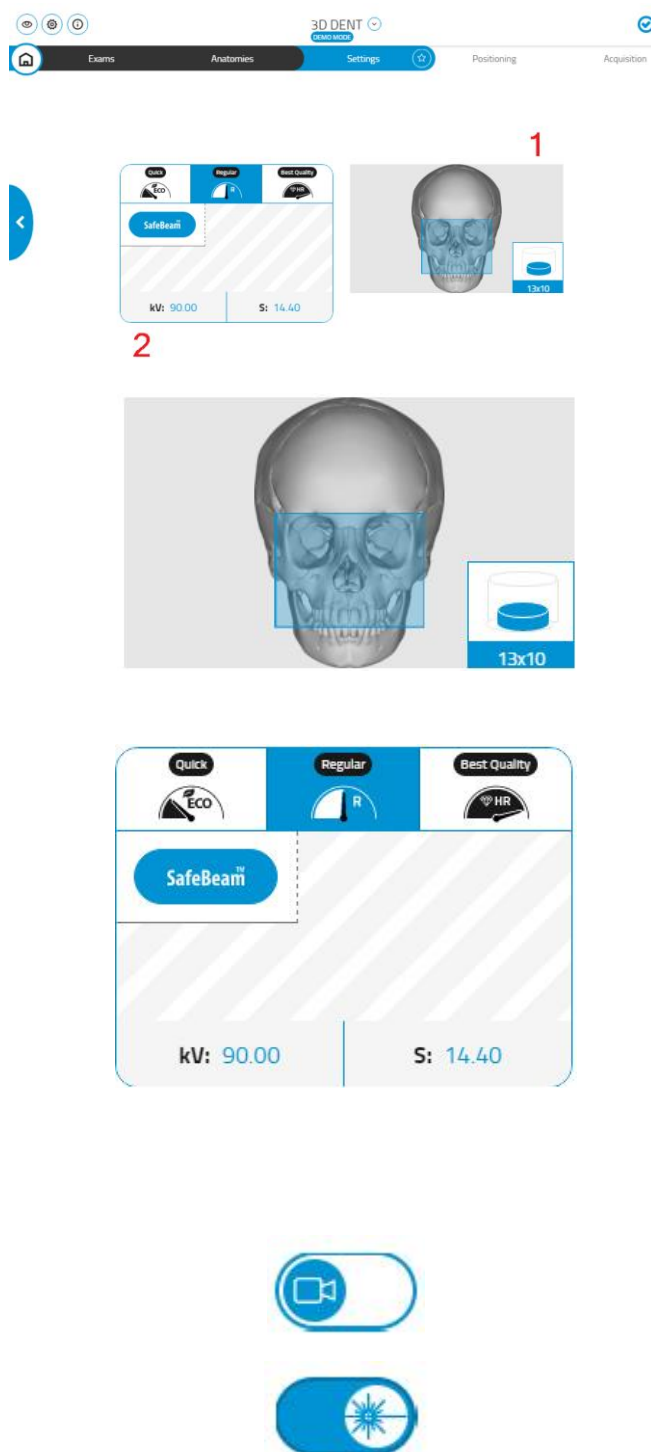 3D DENT
DEMO MODE
Exams Anatomies Settings Positioning Acquisition
1
Quick Regular Best Quality
ECO R HR
SafeBeam™
13x10
kV: 90.00 S: 14.40
2
13x10
Quick Regular Best Quality
ECO R HR
SafeBeam™
kV: 90.00 S: 14.40